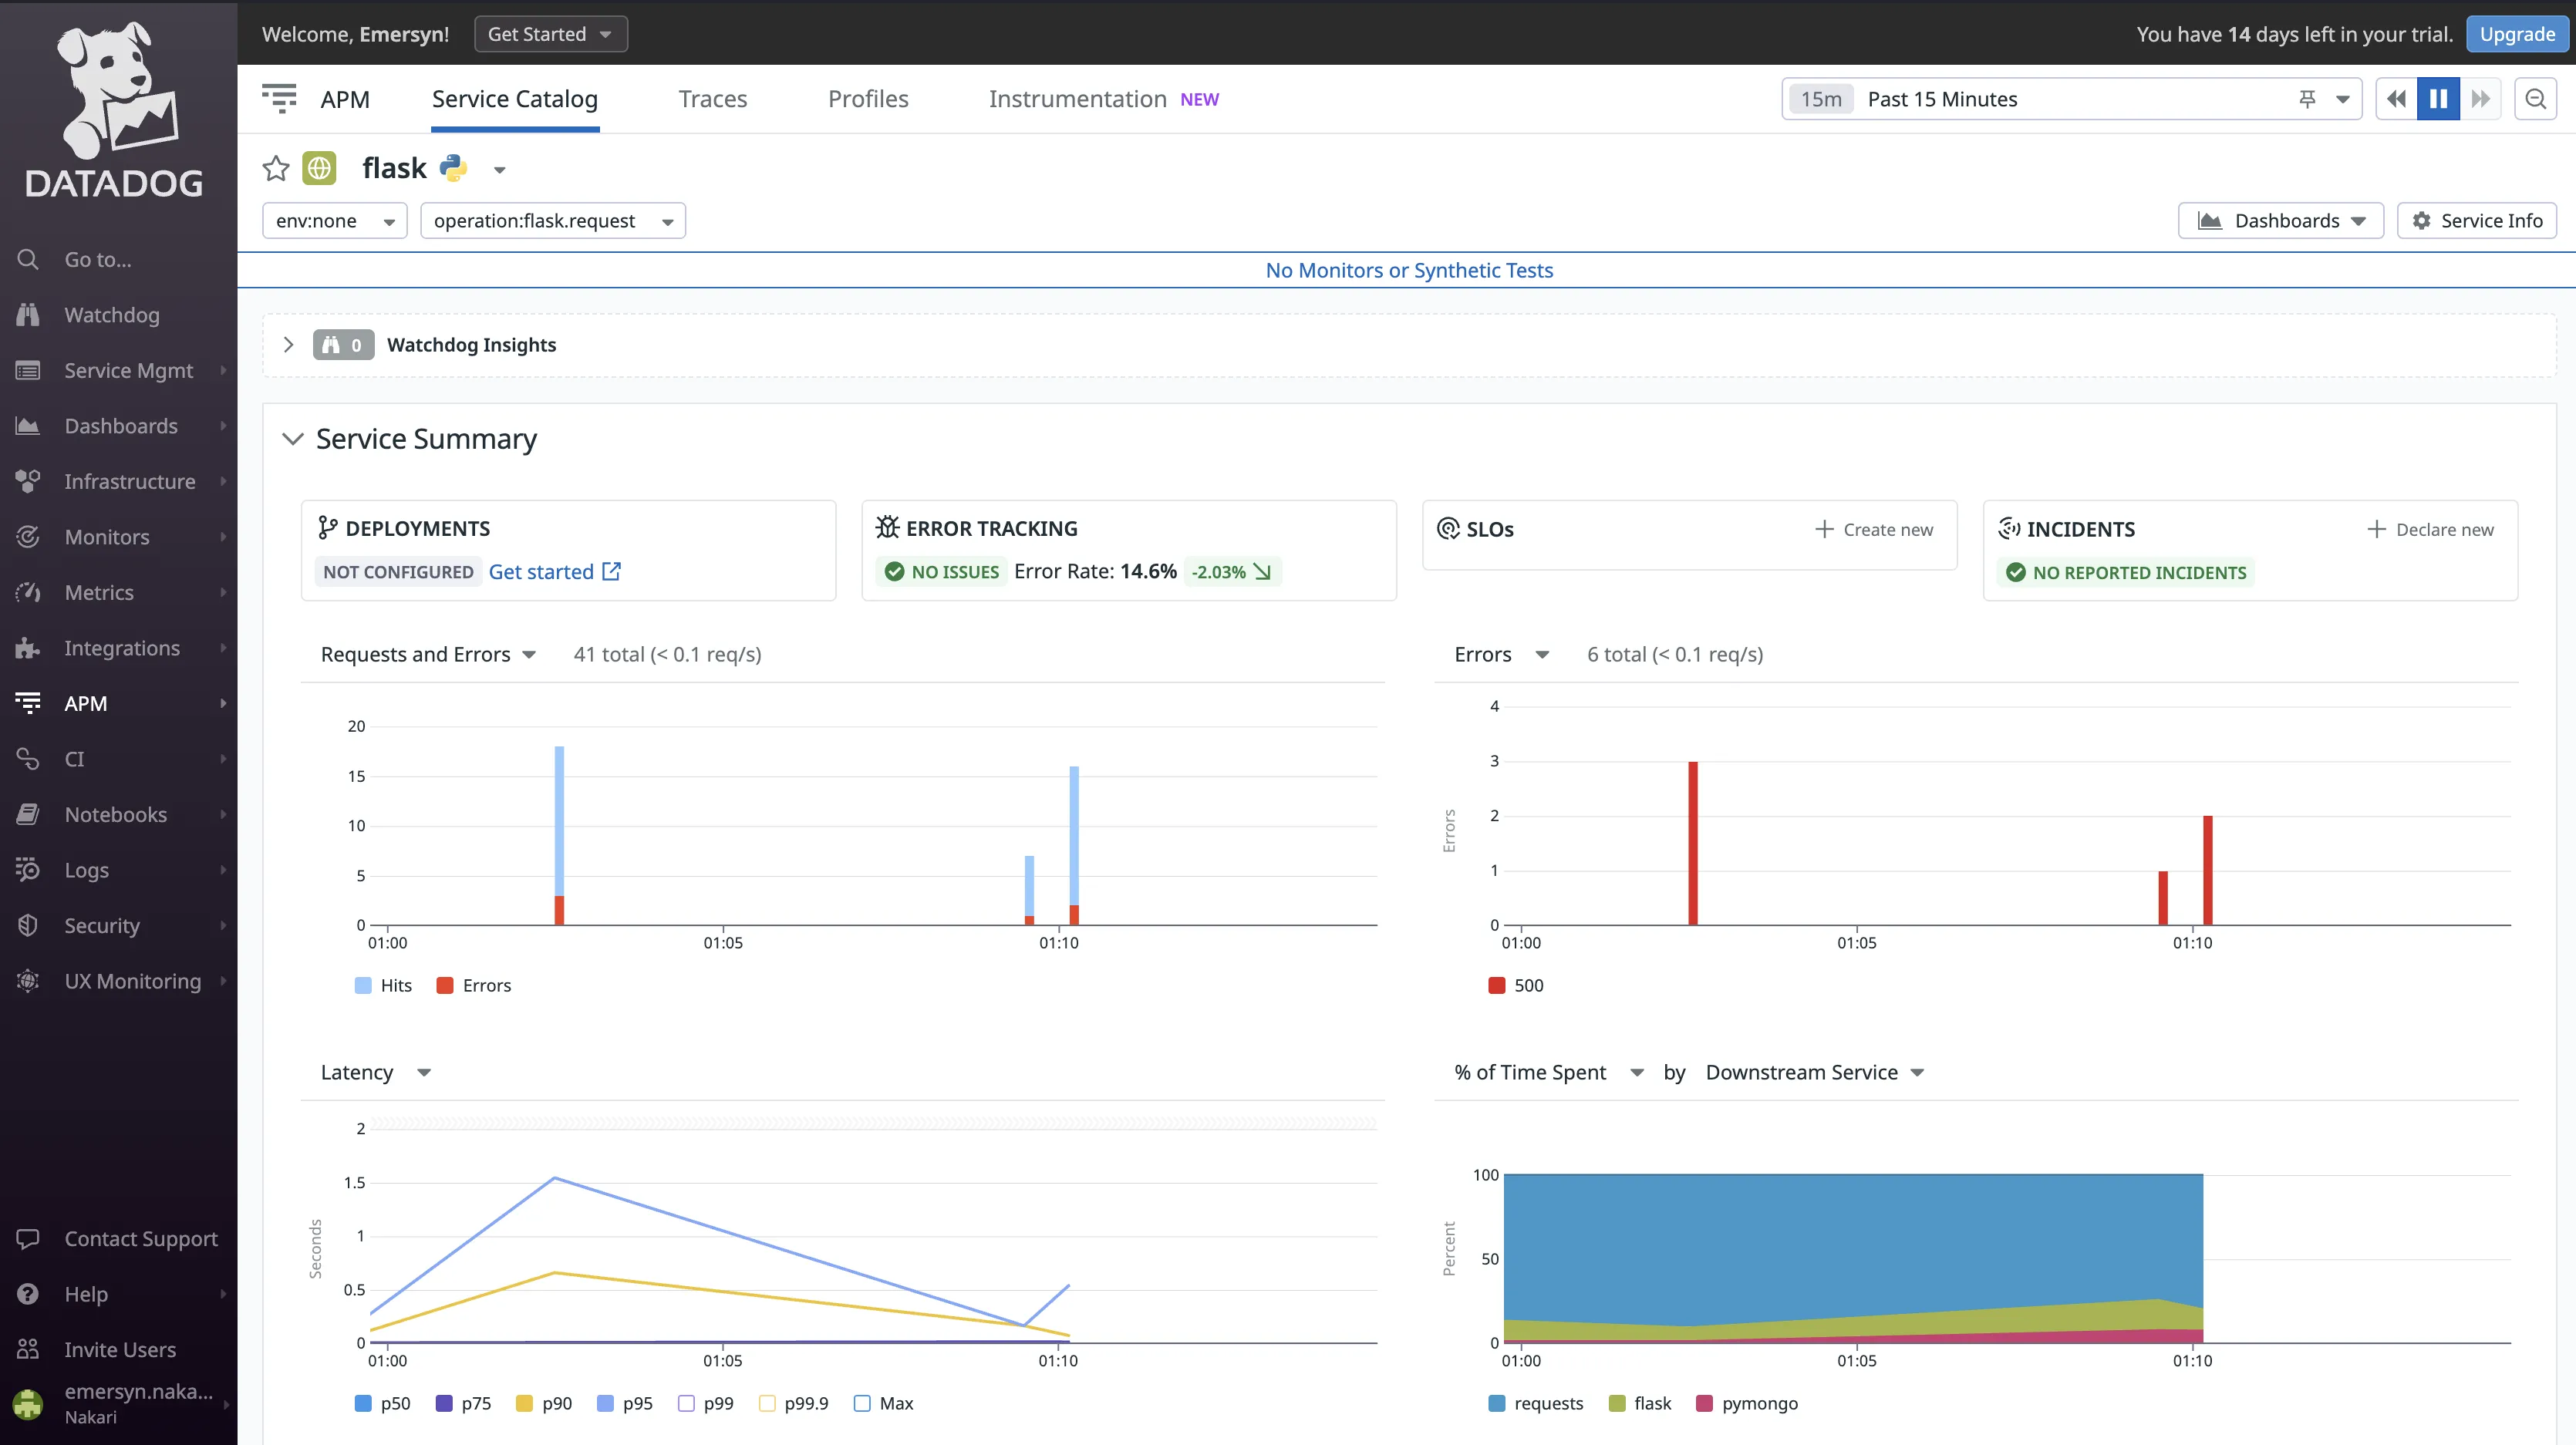 DATADOG
Go to...
Watchdog
Service Mgmt
Dashboards
Infrastructure
Monitors
Metrics
Integrations
APM
CI
Notebooks
Logs
Security
UX Monitoring
Contact Support
Help
Invite Users
emersyn.naka...
Nakari
Welcome, Emersyn!
Get Started
You have 14 days left in your trial.
Upgrade
APM
Service Catalog
Traces
Profiles
Instrumentation NEW
15m Past 15 Minutes
flask
env:none
operation:flask.request
Dashboards
Service Info
No Monitors or Synthetic Tests
0 Watchdog Insights
Service Summary
DEPLOYMENTS
NOT CONFIGURED Get started
ERROR TRACKING
NO ISSUES Error Rate: 14.6% -2.03%
SLOs
Create new
INCIDENTS
Declare new
NO REPORTED INCIDENTS
Requests and Errors 41 total (< 0.1 req/s)
20
15
10
5
0
01:00 01:05 01:10
Hits Errors
Errors 6 total (< 0.1 req/s)
Errors
4
3
2
1
0
01:00 01:05 01:10
500
Latency
Seconds
2
1.5
1
0.5
0
01:00 01:05 01:10
p50 p75 p90 p95 p99 p99.9 Max
% of Time Spent by Downstream Service
Percent
100
50
0
01:00 01:05 01:10
requests flask pymongo